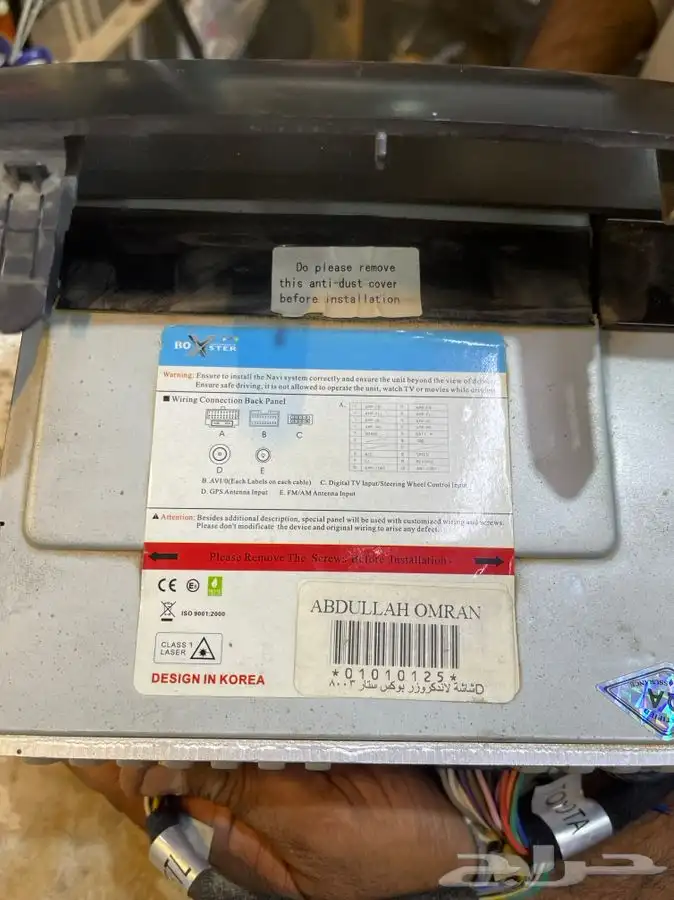 Do please remove
this anti-dust cover
before installation
BOXSTER
Warning: Ensure to install the Navi system correctly and ensure the unit beyond the view of
Ensure safe driving, it is not allowed to operate the unit, watch TV or movies while
■ Wiring Connection Back Panel
A.
A B C
D E
B. AVI/0(Each Labels on each cable) C. Digital TV Input/Steering Wheel Control Input
D. GPS Antenna Input E. FM/AM Antenna Input
Attention: Besides additional description, special panel will be used with customized wiring and screws.
Please don't modificate the device and original wiring to arise any defect.
Please Remove The Screws Before Installation
CE
ISO 9001:2000
CLASS 1
LASER
DESIGN IN KOREA
ABDULLAH OMRAN
*01010125*
Dشاشة لاندكروزر بوكس ستار ٨٠٠٣
TOOTA
حراج